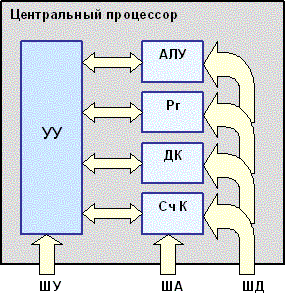 Центральный процессор
УУ
АЛУ
Рг
ДК
Сч К
ШУ ША ШД